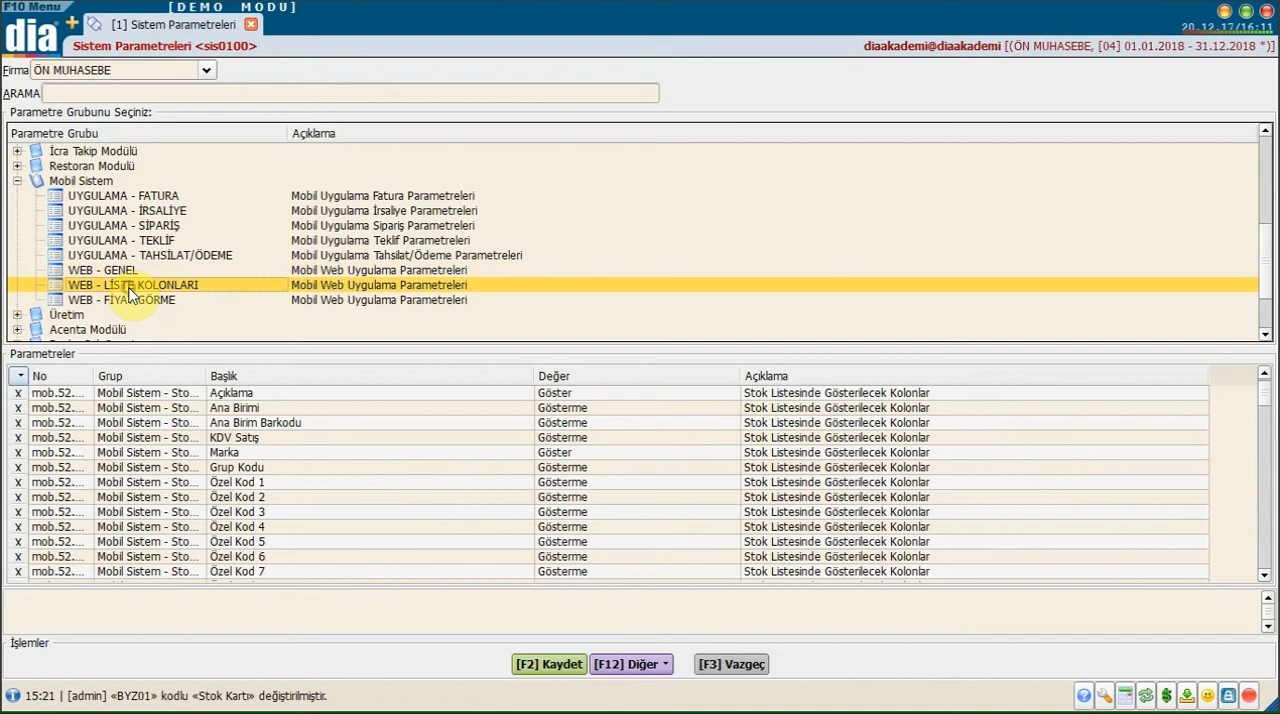 F10 Menu
[ D E M O   M O D U ]
dia
[1] Sistem Parametreleri
20.12.17/16:11
Sistem Parametreleri <sis0100>
diaakademi@diaakademi [(ÖN MUHASEBE, [04] 01.01.2018 - 31.12.2018 *)]
Firma ÖN MUHASEBE
ARAMA
Parametre Grubunu Seçiniz:
Parametre Grubu Açıklama
İcra Takip Modülü
Restoran Modulü
Mobil Sistem
UYGULAMA - FATURA Mobil Uygulama Fatura Parametreleri
UYGULAMA - İRSALİYE Mobil Uygulama İrsaliye Parametreleri
UYGULAMA - SİPARİŞ Mobil Uygulama Sipariş Parametreleri
UYGULAMA - TEKLİF Mobil Uygulama Teklif Parametreleri
UYGULAMA - TAHSİLAT/ÖDEME Mobil Uygulama Tahsilat/Ödeme Parametreleri
WEB - GENEL Mobil Web Uygulama Parametreleri
WEB - LİSTE KOLONLARI Mobil Web Uygulama Parametreleri
WEB - FİYAT GÖRME Mobil Web Uygulama Parametreleri
Üretim
Acenta Modülü
Parametreler
No Grup Başlık Değer Açıklama
x mob.52.... Mobil Sistem - Sto... Açıklama Göster Stok Listesinde Gösterilecek Kolonlar
x mob.52.... Mobil Sistem - Sto... Ana Birimi Gösterme Stok Listesinde Gösterilecek Kolonlar
x mob.52.... Mobil Sistem - Sto... Ana Birim Barkodu Gösterme Stok Listesinde Gösterilecek Kolonlar
x mob.52.... Mobil Sistem - Sto... KDV Satış Gösterme Stok Listesinde Gösterilecek Kolonlar
x mob.52.... Mobil Sistem - Sto... Marka Göster Stok Listesinde Gösterilecek Kolonlar
x mob.52.... Mobil Sistem - Sto... Grup Kodu Gösterme Stok Listesinde Gösterilecek Kolonlar
x mob.52.... Mobil Sistem - Sto... Özel Kod 1 Gösterme Stok Listesinde Gösterilecek Kolonlar
x mob.52.... Mobil Sistem - Sto... Özel Kod 2 Gösterme Stok Listesinde Gösterilecek Kolonlar
x mob.52.... Mobil Sistem - Sto... Özel Kod 3 Gösterme Stok Listesinde Gösterilecek Kolonlar
x mob.52.... Mobil Sistem - Sto... Özel Kod 4 Gösterme Stok Listesinde Gösterilecek Kolonlar
x mob.52.... Mobil Sistem - Sto... Özel Kod 5 Gösterme Stok Listesinde Gösterilecek Kolonlar
x mob.52.... Mobil Sistem - Sto... Özel Kod 6 Gösterme Stok Listesinde Gösterilecek Kolonlar
x mob.52.... Mobil Sistem - Sto... Özel Kod 7 Gösterme Stok Listesinde Gösterilecek Kolonlar
İşlemler
[F2] Kaydet [F12] Diğer [F3] Vazgeç
15:21 | [admin] «BYZ01» kodlu «Stok Kartı» değiştirilmiştir.